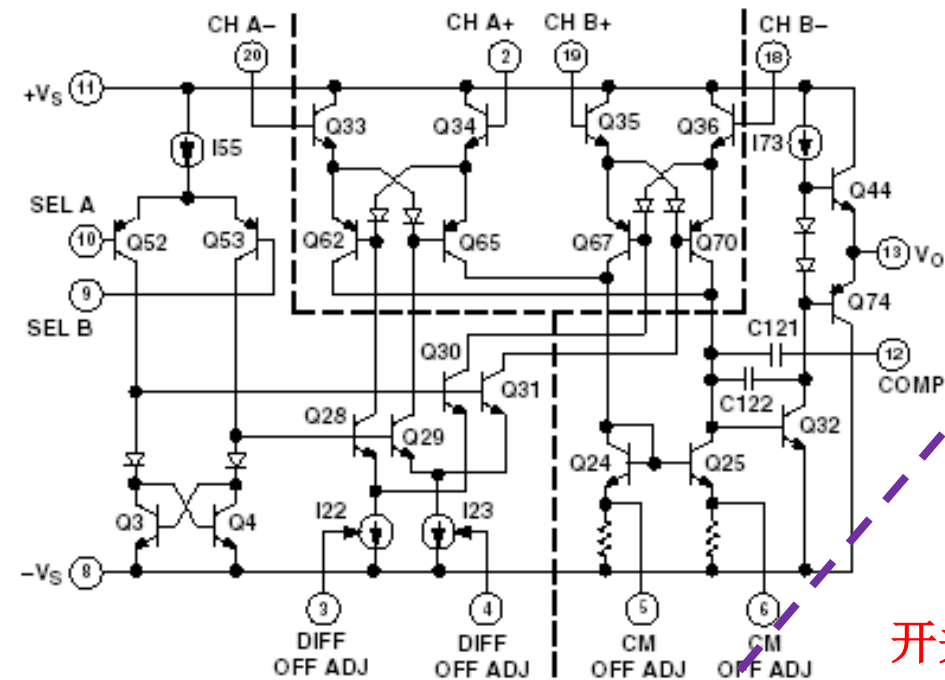 CH A− CH A+ CH B+ CH B−
20 2 19 18
+VS 11
Q33 Q34 Q35 Q36
I55 I73
Q44
SEL A
10 Q52 Q53 Q62 Q65 Q67 Q70
13 VO
9
SEL B
Q74
C121
12
COMP
Q30
Q31
C122
Q28 Q29
Q32
Q24 Q25
Q3 Q4 I22 I23
−VS 8
3 4 5 6
DIFF DIFF CM CM
OFF ADJ OFF ADJ OFF ADJ OFF ADJ
开